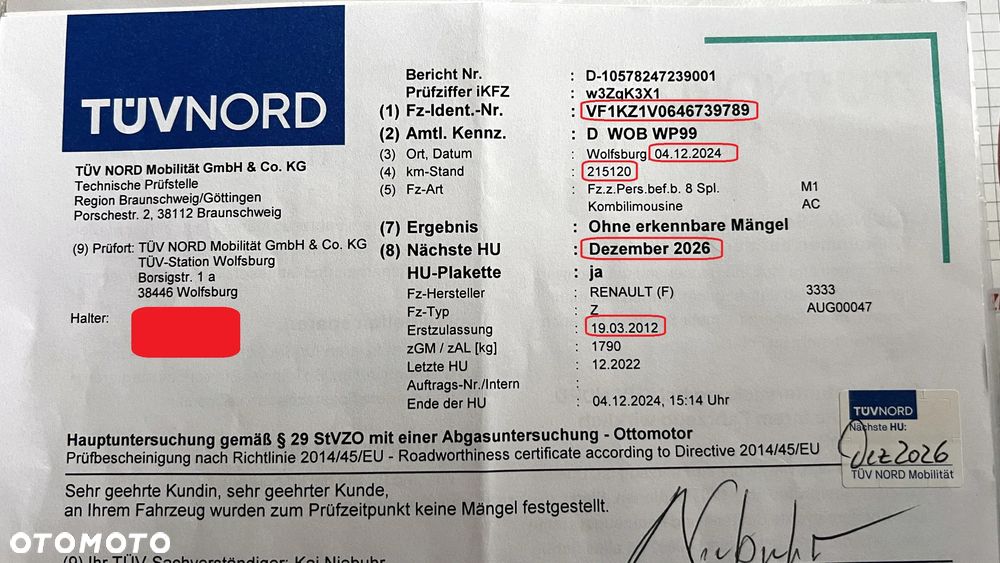 TÜVNORD
TÜV NORD Mobilität GmbH & Co. KG
Technische Prüfstelle
Region Braunschweig/Göttingen
Porschestr. 2, 38112 Braunschweig
(9) Prüfort: TÜV NORD Mobilität GmbH & Co. KG
TÜV-Station Wolfsburg
Borsigstr. 1 a
38446 Wolfsburg
Halter:
Bericht Nr. : D-10578247239001
Prüfziffer iKFZ : w3ZqK3X1
(1) Fz-Ident.-Nr. : VF1KZ1V0646739789
(2) Amtl. Kennz. : D WOB WP99
(3) Ort, Datum : Wolfsburg 04.12.2024
(4) km-Stand : 215120
(5) Fz-Art : Fz.z.Pers.bef.b. 8 Spl. M1
Kombilimousine AC
(7) Ergebnis : Ohne erkennbare Mängel
(8) Nächste HU : Dezember 2026
HU-Plakette : ja
Fz-Hersteller : RENAULT (F) 3333
Fz-Typ : Z AUG00047
Erstzulassung : 19.03.2012
zGM / zAL [kg] : 1790
Letzte HU : 12.2022
Auftrags-Nr./Intern :
Ende der HU : 04.12.2024, 15:14 Uhr
TÜVNORD
Nächste HU:
Dez 2026
TÜV NORD Mobilität
Hauptuntersuchung gemäß § 29 StVZO mit einer Abgasuntersuchung - Ottomotor
Prüfbescheinigung nach Richtlinie 2014/45/EU - Roadworthiness certificate according to Directive 2014/45/EU
Sehr geehrte Kundin, sehr geehrter Kunde,
an Ihrem Fahrzeug wurden zum Prüfzeitpunkt keine Mängel festgestellt.
Niebuhr
(9) Ihr TÜV Sachverständiger: Kai Niebuhr
OTOMOTO